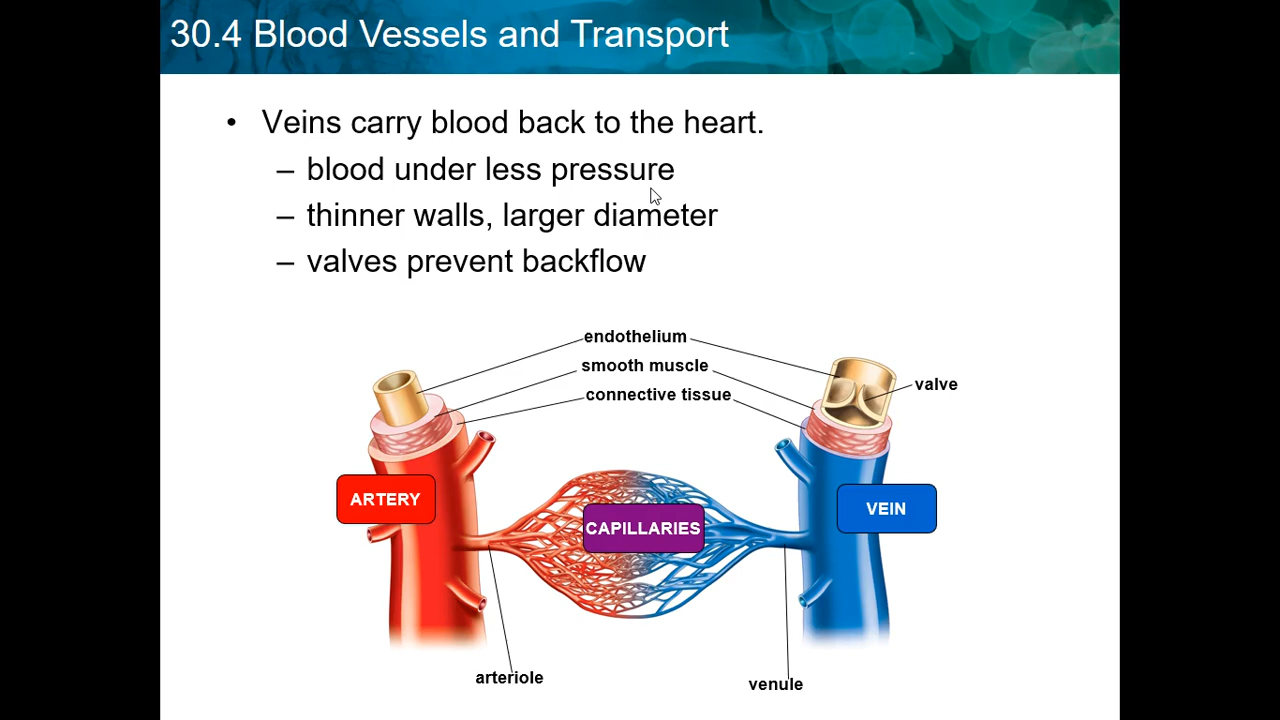 30.4 Blood Vessels and Transport
• Veins carry blood back to the heart.
– blood under less pressure
– thinner walls, larger diameter
– valves prevent backflow
endothelium
smooth muscle
connective tissue
valve
ARTERY
CAPILLARIES
VEIN
arteriole
venule